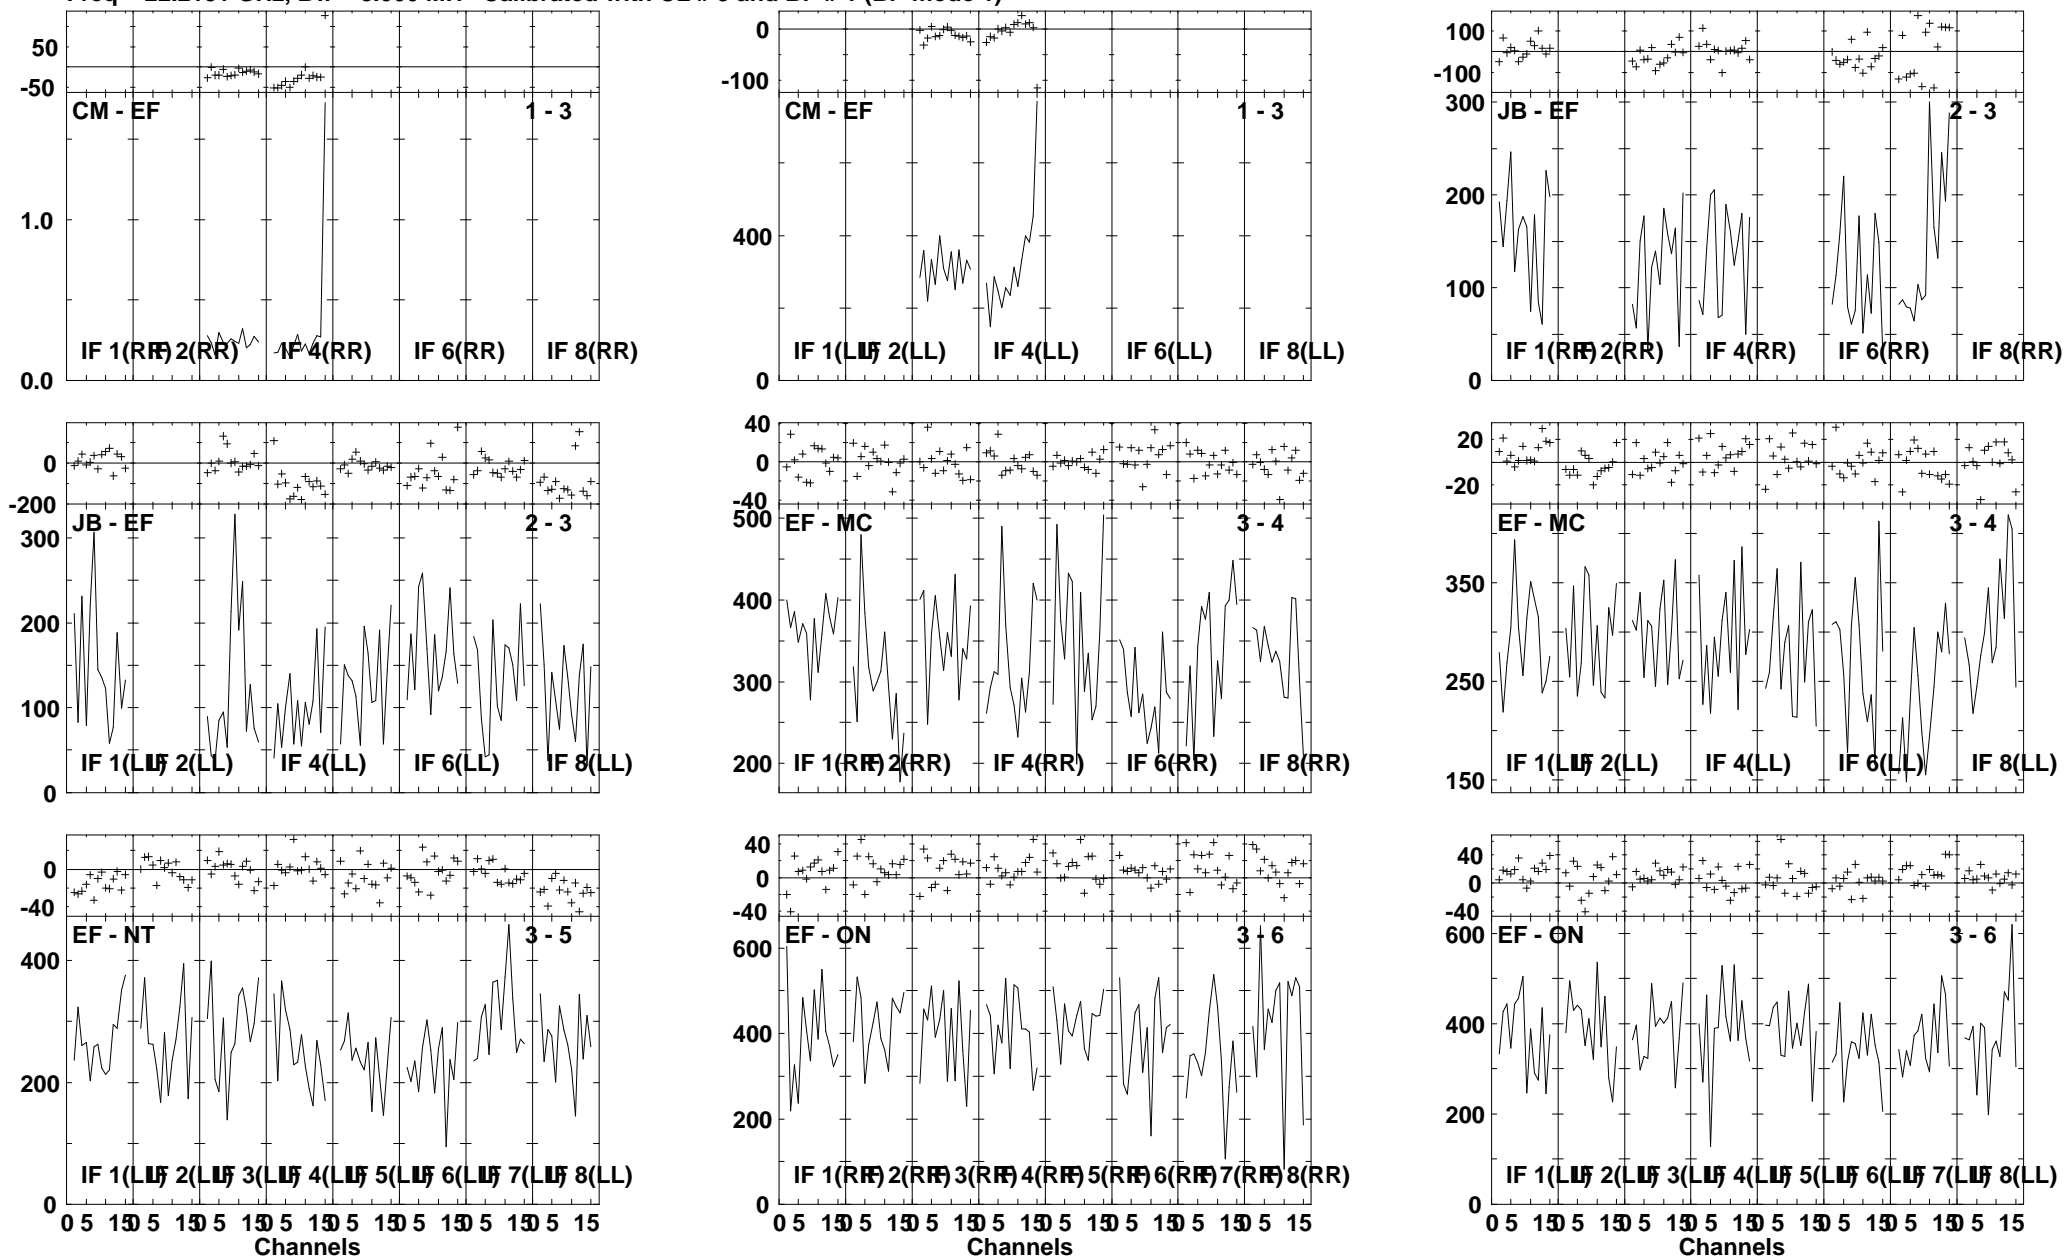 50
0
-50
CM - EF 1 - 3
1.0
IF 1(RR) IF 2(RR) IF 4(RR) IF 6(RR) IF 8(RR)
0.0
0
-100
CM - EF 1 - 3
400
IF 1(LL) IF 2(LL) IF 4(LL) IF 6(LL) IF 8(LL)
0
100
-100
300
JB - EF 2 - 3
200
100
IF 1(RR) IF 2(RR) IF 4(RR) IF 6(RR) IF 8(RR)
0
0
-200
JB - EF 2 - 3
300
200
100
IF 1(LL) IF 2(LL) IF 4(LL) IF 6(LL) IF 8(LL)
0
40
0
-40
500
EF - MC 3 - 4
400
300
200
IF 1(RR) IF 2(RR) IF 4(RR) IF 6(RR) IF 8(RR)
20
0
-20
EF - MC 3 - 4
350
250
150
IF 1(LL) IF 2(LL) IF 4(LL) IF 6(LL) IF 8(LL)
0
-40
EF - NT 3 - 5
400
200
IF 1(LL) IF 2(LL) IF 3(LL) IF 4(LL) IF 5(LL) IF 6(LL) IF 7(LL) IF 8(LL)
0
0 5 15 0 5 15 0 5 15 0 5 15 0 5 15 0 5 15 0 5 15 0 5 15
Channels
40
0
-40
EF - ON 3 - 6
600
400
200
IF 1(RR) IF 2(RR) IF 3(RR) IF 4(RR) IF 5(RR) IF 6(RR) IF 7(RR) IF 8(RR)
0
0 5 15 0 5 15 0 5 15 0 5 15 0 5 15 0 5 15 0 5 15 0 5 15
Channels
40
0
-40
EF - ON 3 - 6
600
400
200
IF 1(LL) IF 2(LL) IF 3(LL) IF 4(LL) IF 5(LL) IF 6(LL) IF 7(LL) IF 8(LL)
0
0 5 15 0 5 15 0 5 15 0 5 15 0 5 15 0 5 15 0 5 15 0 5 15
Channels